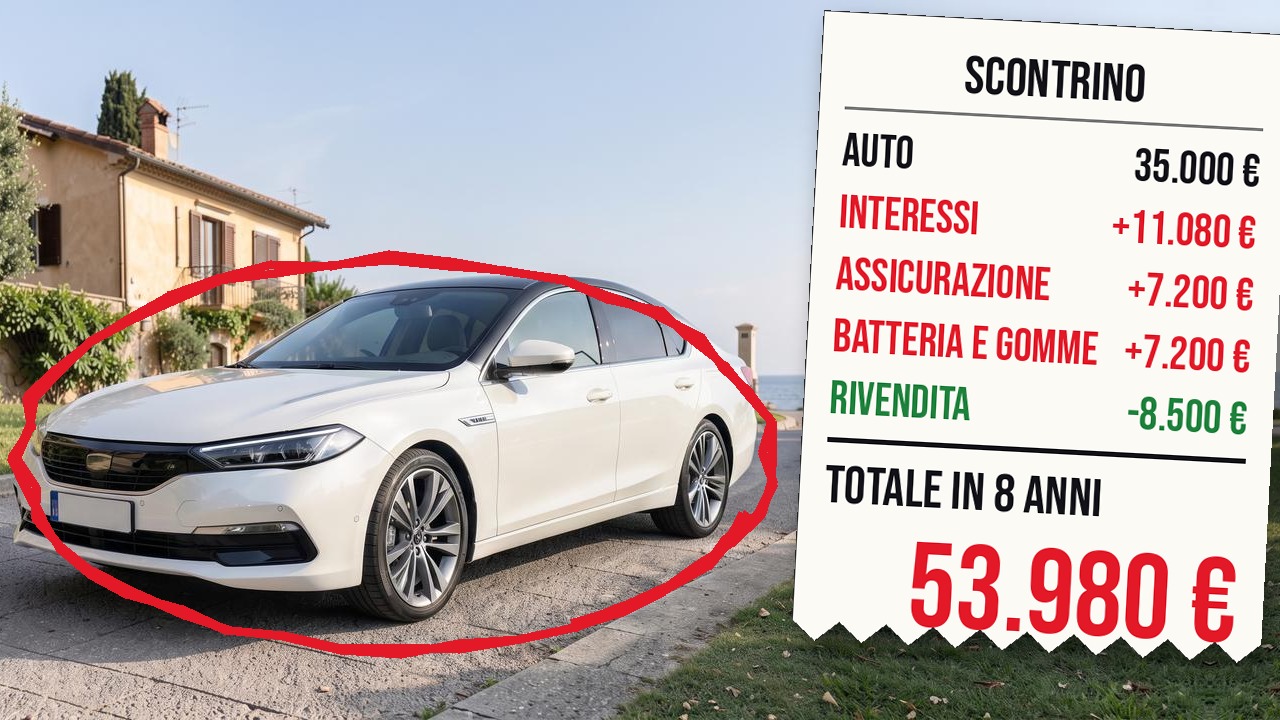 SCONTRINO
AUTO 35.000 €
INTERESSI +11.080 €
ASSICURAZIONE +7.200 €
BATTERIA E GOMME +7.200 €
RIVENDITA -8.500 €
TOTALE IN 8 ANNI
53.980 €